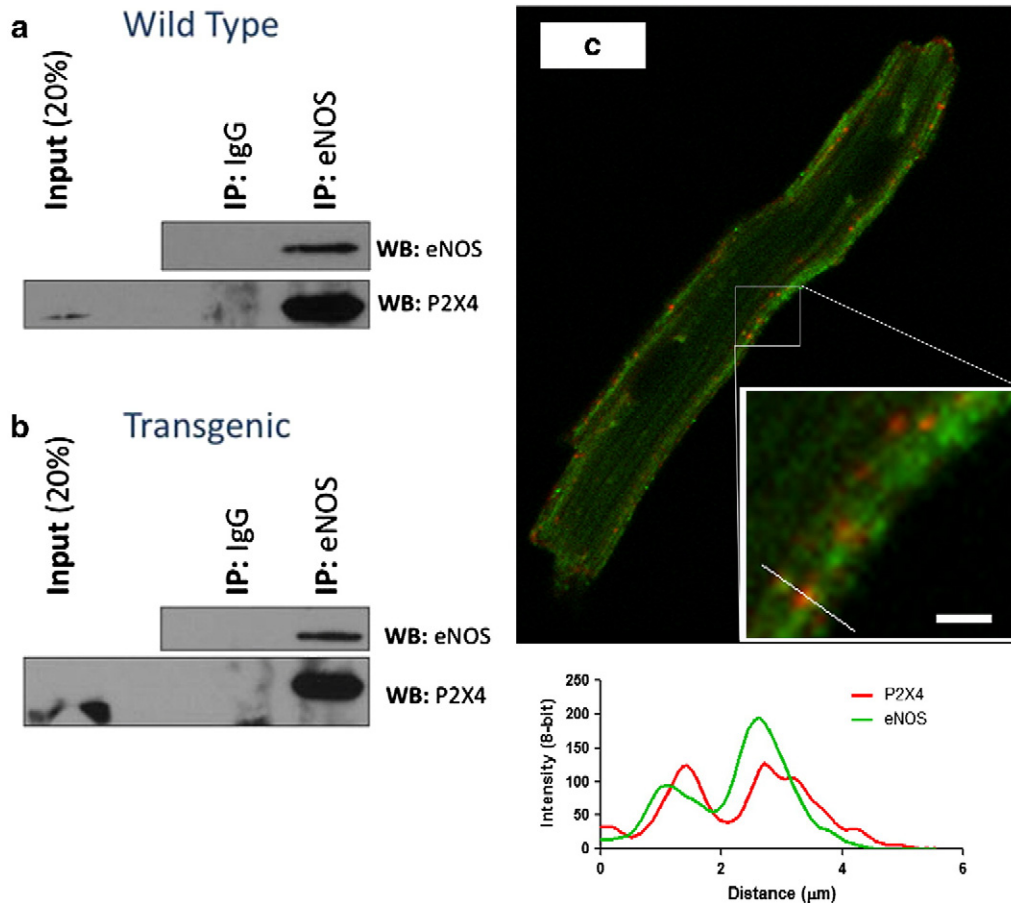 a
Wild Type
Input (20%)
IP: IgG
IP: eNOS
WB: eNOS
WB: P2X4
b
Transgenic
Input (20%)
IP: IgG
IP: eNOS
WB: eNOS
WB: P2X4
c
250
200
150
100
50
0
Intensity (8-bit)
P2X4
eNOS
0
2
4
6
Distance (μm)